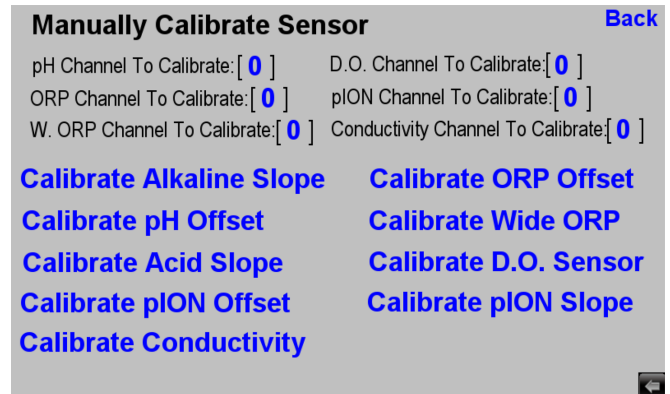 Manually Calibrate Sensor
Back
pH Channel To Calibrate:[ 0 ]
D.O. Channel To Calibrate:[ 0 ]
ORP Channel To Calibrate:[ 0 ]
pION Channel To Calibrate:[ 0 ]
W. ORP Channel To Calibrate:[ 0 ]
Conductivity Channel To Calibrate:[ 0 ]
Calibrate Alkaline Slope
Calibrate ORP Offset
Calibrate pH Offset
Calibrate Wide ORP
Calibrate Acid Slope
Calibrate D.O. Sensor
Calibrate pION Offset
Calibrate pION Slope
Calibrate Conductivity